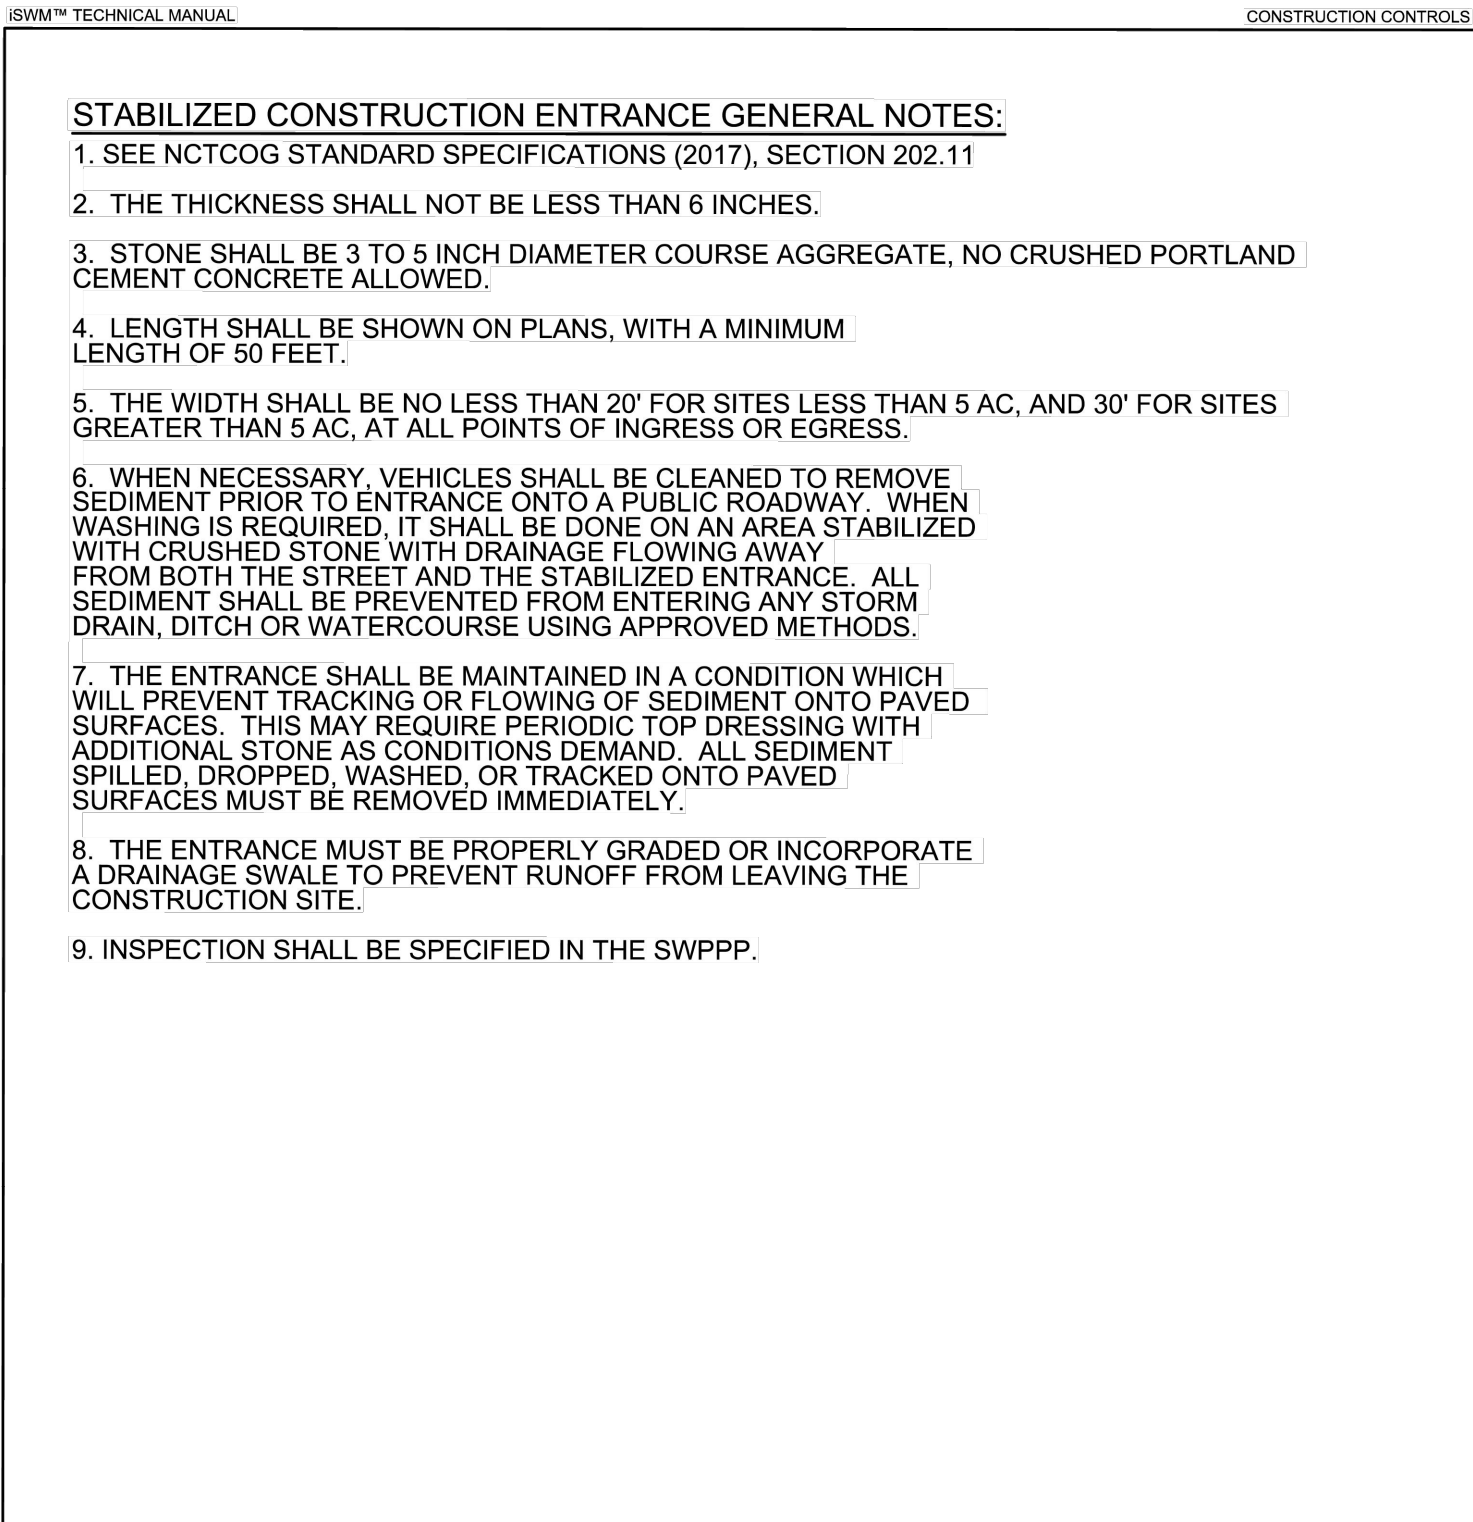 iSWM™ TECHNICAL MANUAL
CONSTRUCTION CONTROLS
STABILIZED CONSTRUCTION ENTRANCE GENERAL NOTES:
1. SEE NCTCOG STANDARD SPECIFICATIONS (2017), SECTION 202.11
2. THE THICKNESS SHALL NOT BE LESS THAN 6 INCHES.
3. STONE SHALL BE 3 TO 5 INCH DIAMETER COURSE AGGREGATE, NO CRUSHED PORTLAND
CEMENT CONCRETE ALLOWED.
4. LENGTH SHALL BE SHOWN ON PLANS, WITH A MINIMUM
LENGTH OF 50 FEET.
5. THE WIDTH SHALL BE NO LESS THAN 20' FOR SITES LESS THAN 5 AC, AND 30' FOR SITES
GREATER THAN 5 AC, AT ALL POINTS OF INGRESS OR EGRESS.
6. WHEN NECESSARY, VEHICLES SHALL BE CLEANED TO REMOVE
SEDIMENT PRIOR TO ENTRANCE ONTO A PUBLIC ROADWAY. WHEN
WASHING IS REQUIRED, IT SHALL BE DONE ON AN AREA STABILIZED
WITH CRUSHED STONE WITH DRAINAGE FLOWING AWAY
FROM BOTH THE STREET AND THE STABILIZED ENTRANCE. ALL
SEDIMENT SHALL BE PREVENTED FROM ENTERING ANY STORM
DRAIN, DITCH OR WATERCOURSE USING APPROVED METHODS.
7. THE ENTRANCE SHALL BE MAINTAINED IN A CONDITION WHICH
WILL PREVENT TRACKING OR FLOWING OF SEDIMENT ONTO PAVED
SURFACES. THIS MAY REQUIRE PERIODIC TOP DRESSING WITH
ADDITIONAL STONE AS CONDITIONS DEMAND. ALL SEDIMENT
SPILLED, DROPPED, WASHED, OR TRACKED ONTO PAVED
SURFACES MUST BE REMOVED IMMEDIATELY.
8. THE ENTRANCE MUST BE PROPERLY GRADED OR INCORPORATE
A DRAINAGE SWALE TO PREVENT RUNOFF FROM LEAVING THE
CONSTRUCTION SITE.
9. INSPECTION SHALL BE SPECIFIED IN THE SWPPP.